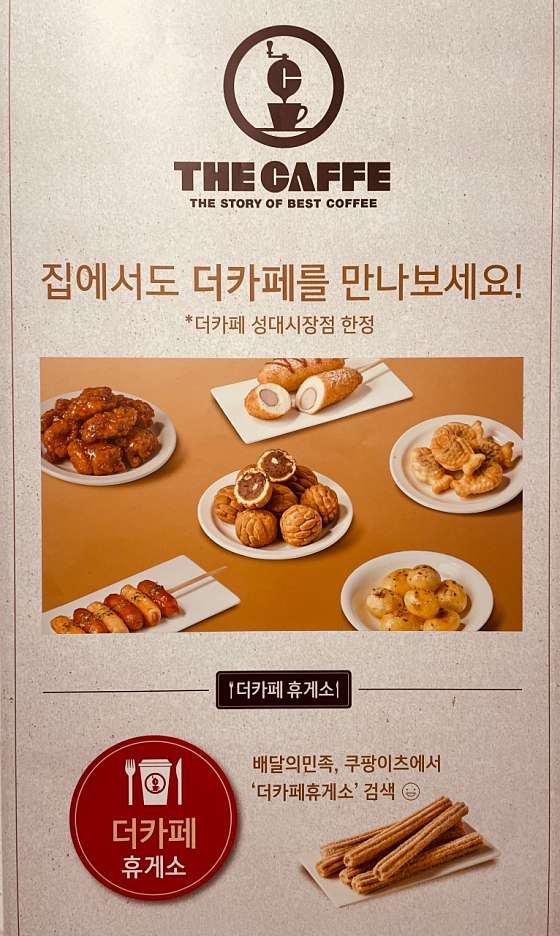 THE CAFFE
THE STORY OF BEST COFFEE
집에서도 더카페를 만나보세요!
*더카페 성대시장점 한정
더카페 휴게소
더카페
휴게소
배달의민족, 쿠팡이츠에서
‘더카페휴게소’ 검색